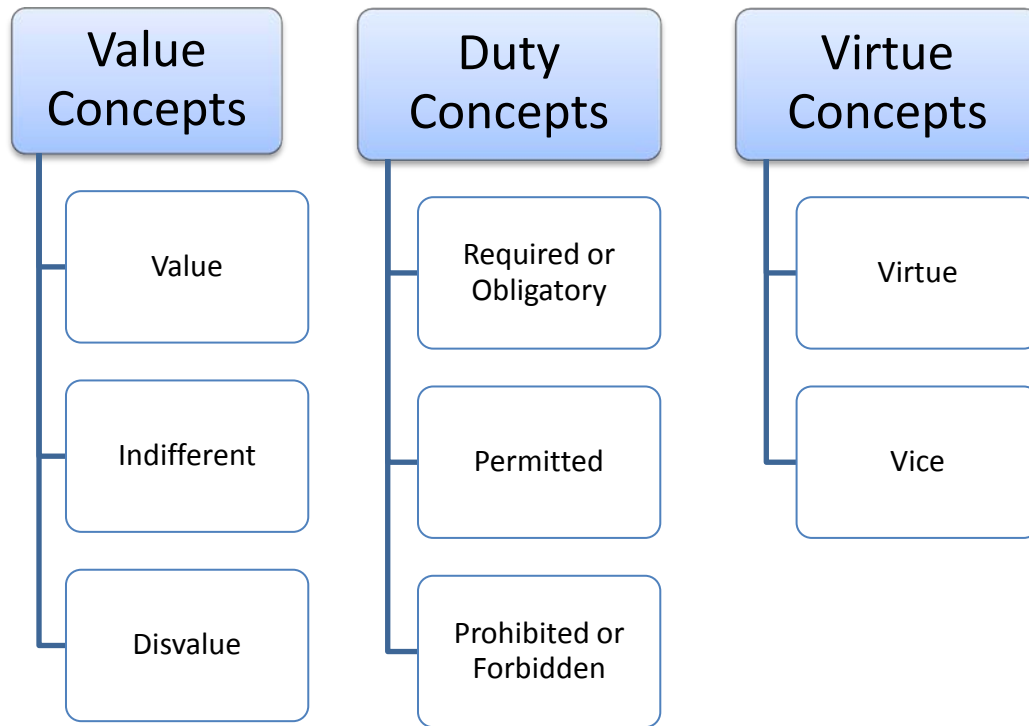 Value
Concepts
Value
Indifferent
Disvalue
Duty
Concepts
Required or
Obligatory
Permitted
Prohibited or
Forbidden
Virtue
Concepts
Virtue
Vice